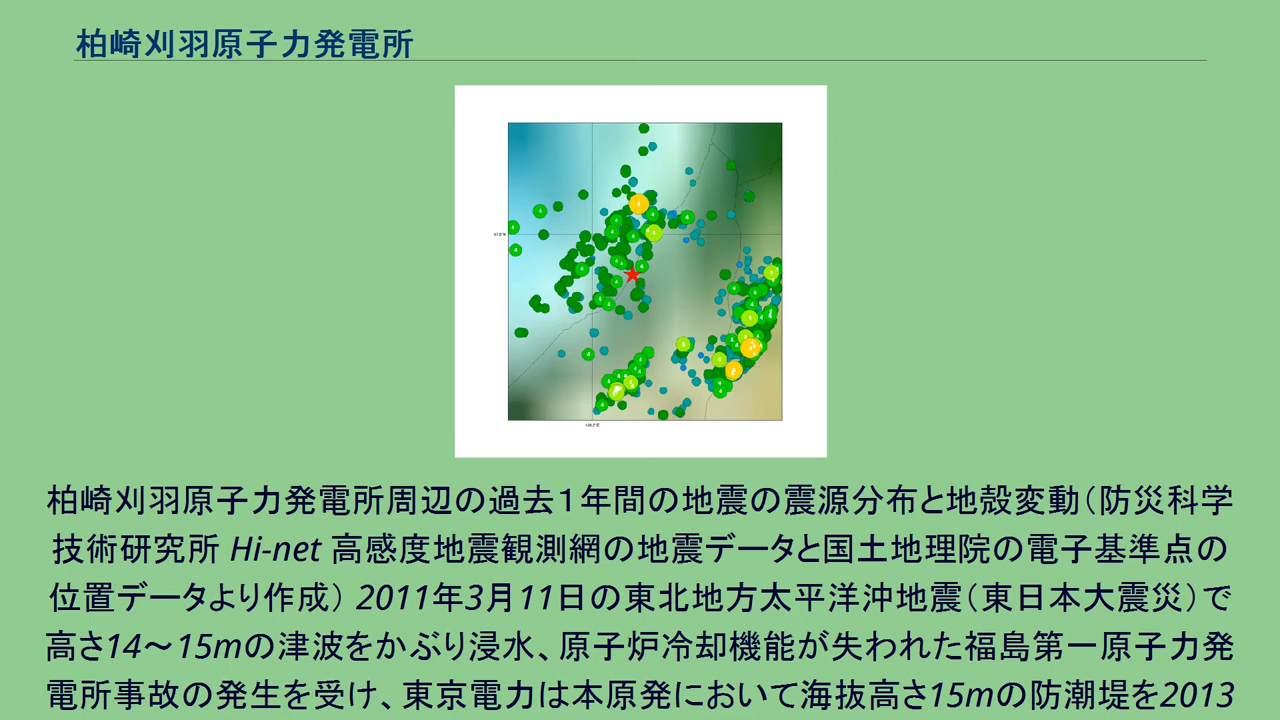 柏崎刈羽原子力発電所
柏崎刈羽原子力発電所周辺の過去１年間の地震の震源分布と地殻変動（防災科学
技術研究所 Hi-net 高感度地震観測網の地震データと国土地理院の電子基準点の
位置データより作成） 2011年3月11日の東北地方太平洋沖地震（東日本大震災）で
高さ14～15mの津波をかぶり浸水、原子炉冷却機能が失われた福島第一原子力発
電所事故の発生を受け、東京電力は本原発において海抜高さ15mの防潮堤を2013